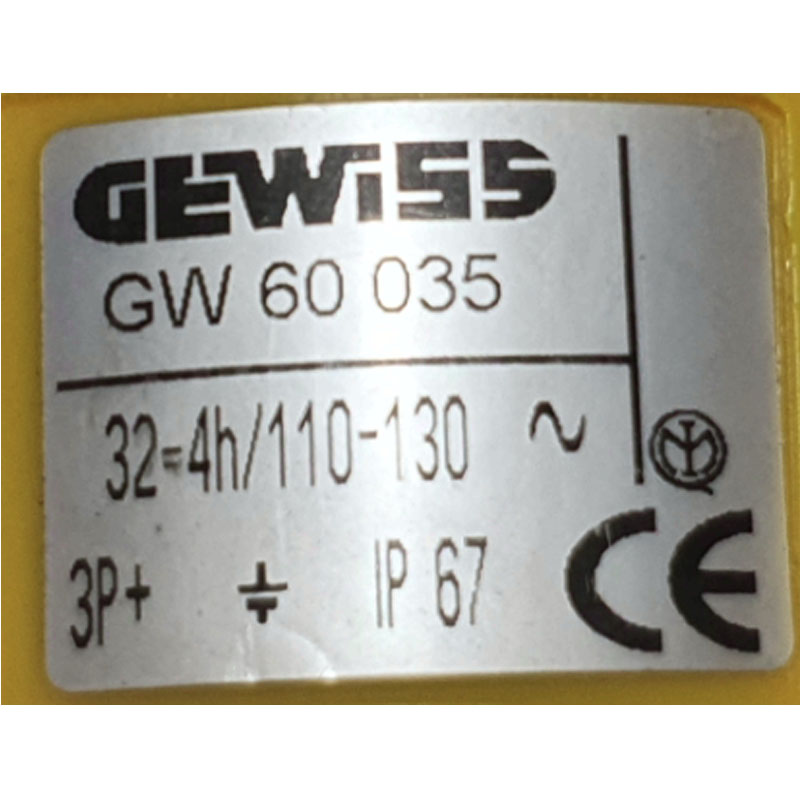 GEWiSS
GW 60 035
32=4h/110-130 ~
3P+ ⏚ IP 67 CE